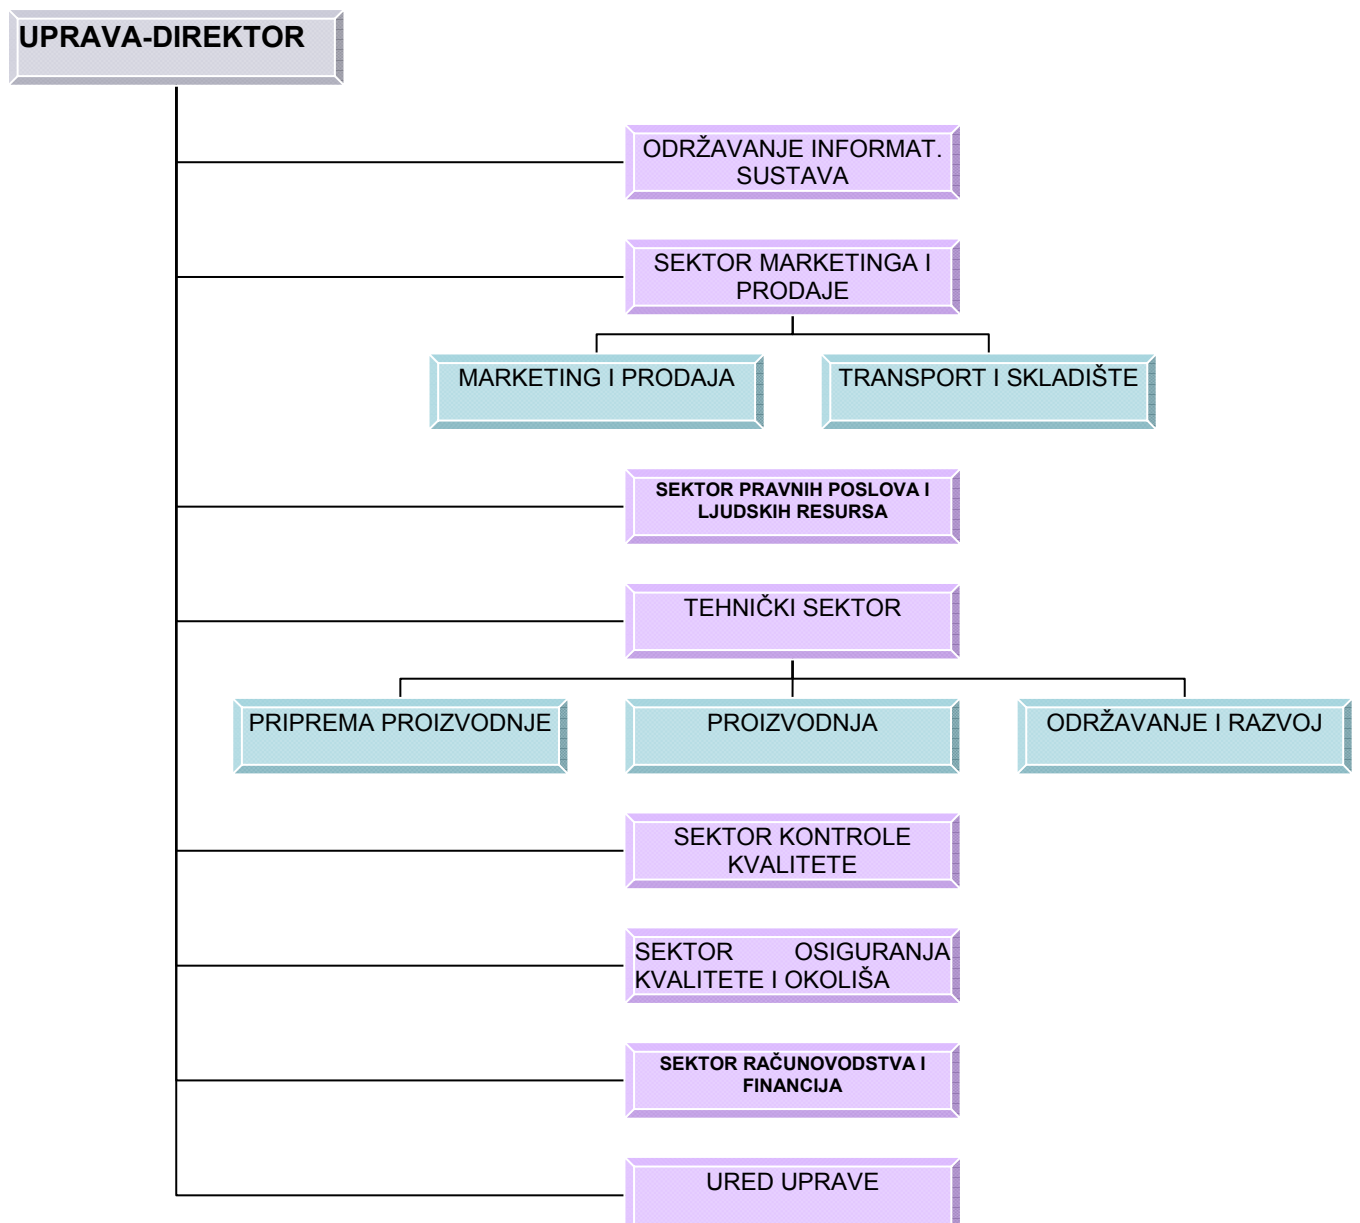 UPRAVA-DIREKTOR
ODRŽAVANJE INFORMAT.
SUSTAVA
SEKTOR MARKETINGA I
PRODAJE
MARKETING I PRODAJA
TRANSPORT I SKLADIŠTE
SEKTOR PRAVNIH POSLOVA I
LJUDSKIH RESURSA
TEHNIČKI SEKTOR
PRIPREMA PROIZVODNJE
PROIZVODNJA
ODRŽAVANJE I RAZVOJ
SEKTOR KONTROLE
KVALITETE
SEKTOR OSIGURANJA
KVALITETE I OKOLIŠA
SEKTOR RAČUNOVODSTVA I
FINANCIJA
URED UPRAVE